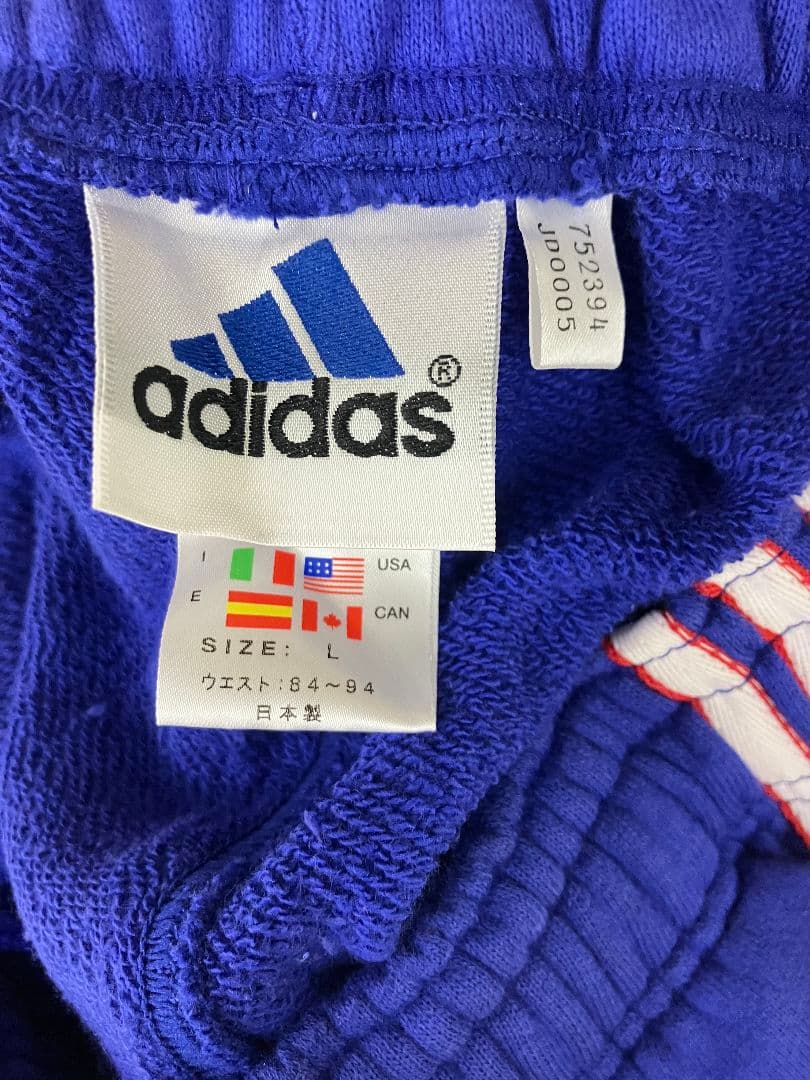 adidas®
752394
JD0005
I
USA
E
CAN
SIZE: L
ウエスト:84~94
日本製